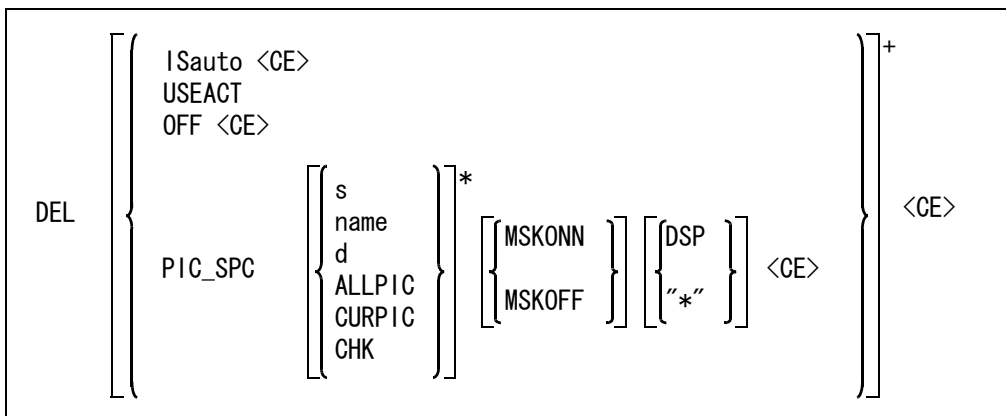 ISauto <CE>
USEACT
OFF <CE>
DEL PIC_SPC
s
name
d
ALLPIC
CURPIC
CHK
*
MSKONN
MSKOFF
DSP
"*"
<CE>
+
<CE>